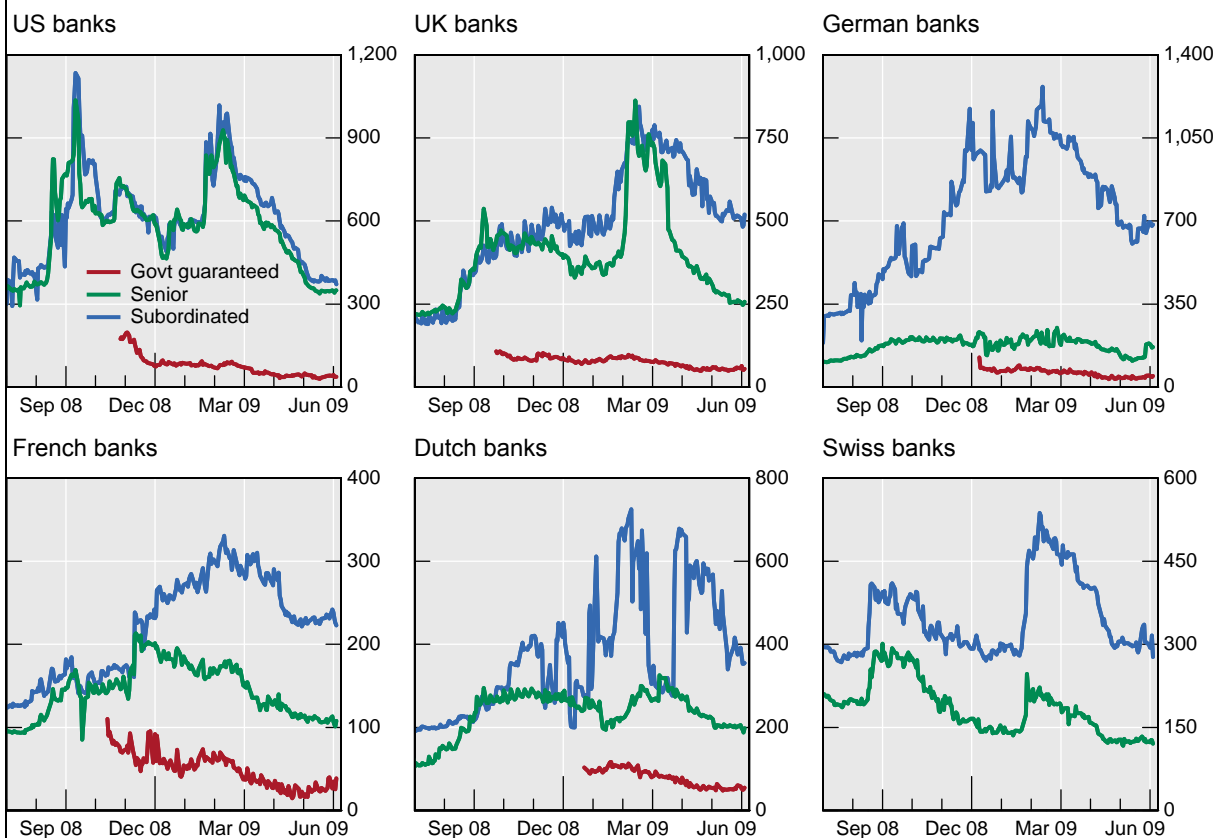 US banks
1,200
900
600
300
0
Govt guaranteed
Senior
Subordinated
Sep 08 Dec 08 Mar 09 Jun 09
UK banks
1,000
750
500
250
0
Sep 08 Dec 08 Mar 09 Jun 09
German banks
1,400
1,050
700
350
0
Sep 08 Dec 08 Mar 09 Jun 09
French banks
400
300
200
100
0
Sep 08 Dec 08 Mar 09 Jun 09
Dutch banks
800
600
400
200
0
Sep 08 Dec 08 Mar 09 Jun 09
Swiss banks
600
450
300
150
0
Sep 08 Dec 08 Mar 09 Jun 09